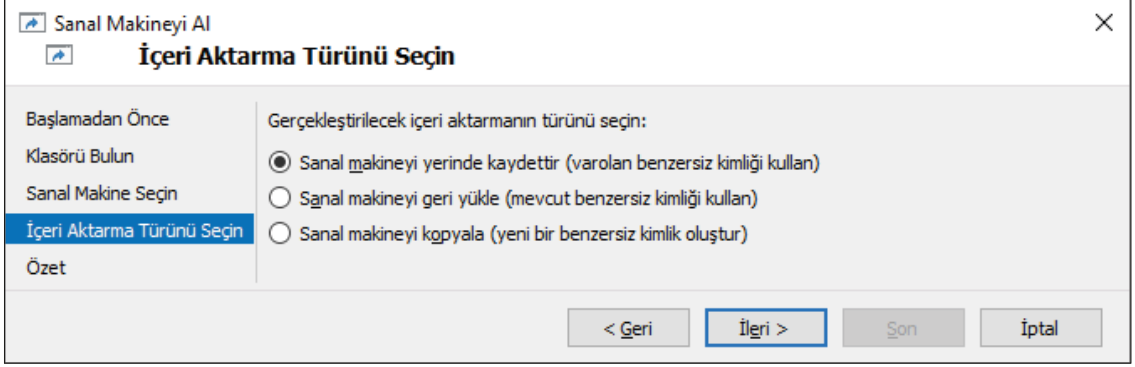 Sanal Makineyi Al
İçeri Aktarma Türünü Seçin
Başlamadan Önce
Klasörü Bulun
Sanal Makine Seçin
İçeri Aktarma Türünü Seçin
Özet
Gerçekleştirilecek içeri aktarmanın türünü seçin:
Sanal makineyi yerinde kaydettir (varolan benzersiz kimliği kullan)
Sanal makineyi geri yükle (mevcut benzersiz kimliği kullan)
Sanal makineyi kopyala (yeni bir benzersiz kimlik oluştur)
< Geri
İleri >
Son
İptal